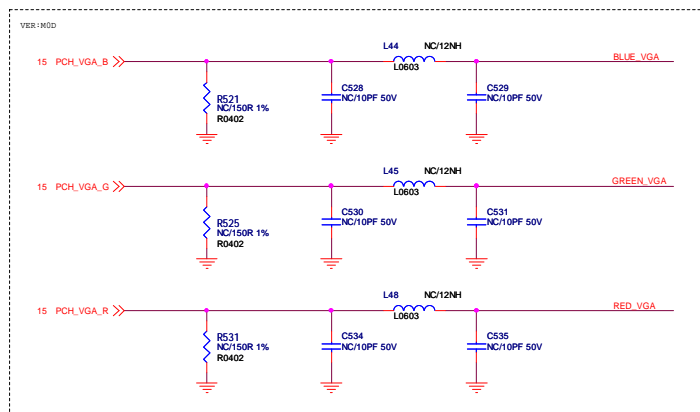 VER:M0D
L44 NC/12NH
15 PCH_VGA_B BLUE_VGA
L0603
R521
NC/150R 1%
R0402
C528
NC/10PF 50V
C529
NC/10PF 50V
L45 NC/12NH
15 PCH_VGA_G GREEN_VGA
L0603
R525
NC/150R 1%
R0402
C530
NC/10PF 50V
C531
NC/10PF 50V
L48 NC/12NH
15 PCH_VGA_R RED_VGA
L0603
R531
NC/150R 1%
R0402
C534
NC/10PF 50V
C535
NC/10PF 50V